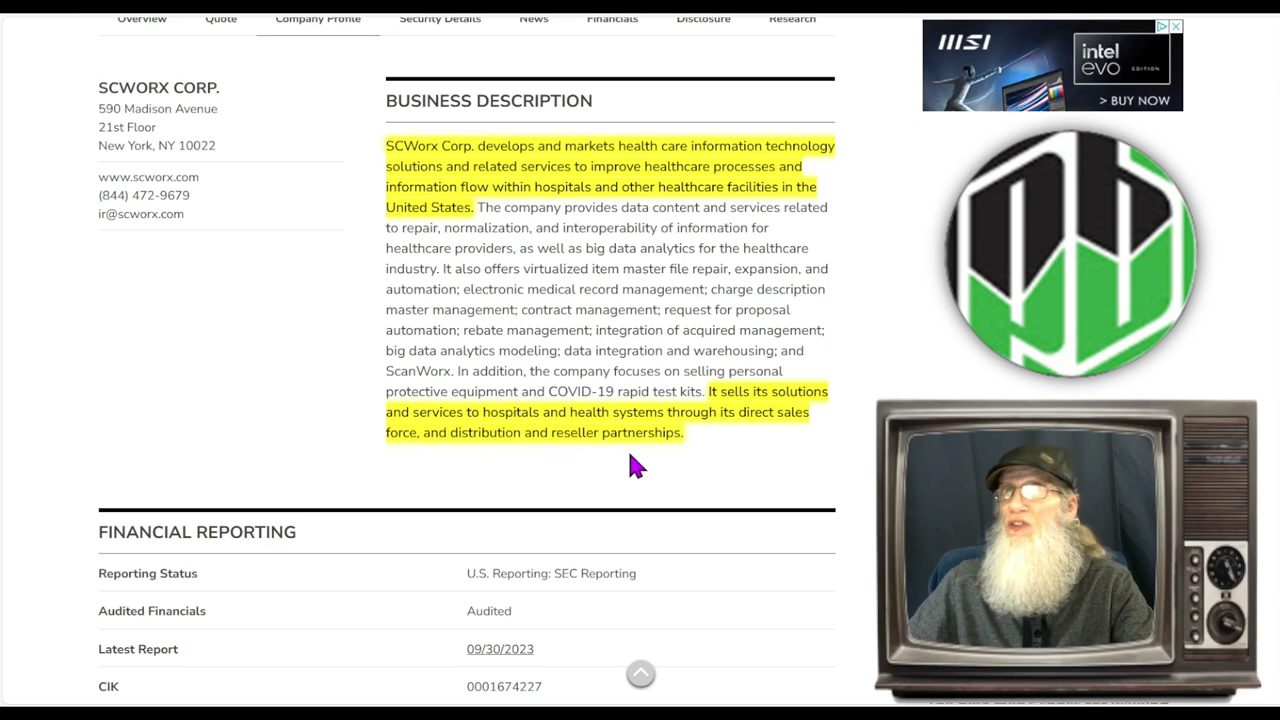 Overview Quote Company Profile Security Details News Financials Disclosure Research
SCWORX CORP.
590 Madison Avenue
21st Floor
New York, NY 10022
www.scworx.com
(844) 472-9679
ir@scworx.com
BUSINESS DESCRIPTION
SCWorx Corp. develops and markets health care information technology
solutions and related services to improve healthcare processes and
information flow within hospitals and other healthcare facilities in the
United States. The company provides data content and services related
to repair, normalization, and interoperability of information for
healthcare providers, as well as big data analytics for the healthcare
industry. It also offers virtualized item master file repair, expansion, and
automation; electronic medical record management; charge description
master management; contract management; request for proposal
automation; rebate management; integration of acquired management;
big data analytics modeling; data integration and warehousing; and
ScanWorx. In addition, the company focuses on selling personal
protective equipment and COVID-19 rapid test kits. It sells its solutions
and services to hospitals and health systems through its direct sales
force, and distribution and reseller partnerships.
FINANCIAL REPORTING
Reporting Status U.S. Reporting: SEC Reporting
Audited Financials Audited
Latest Report 09/30/2023
CIK 0001674227
msi
intel
evo EDITION
> BUY NOW